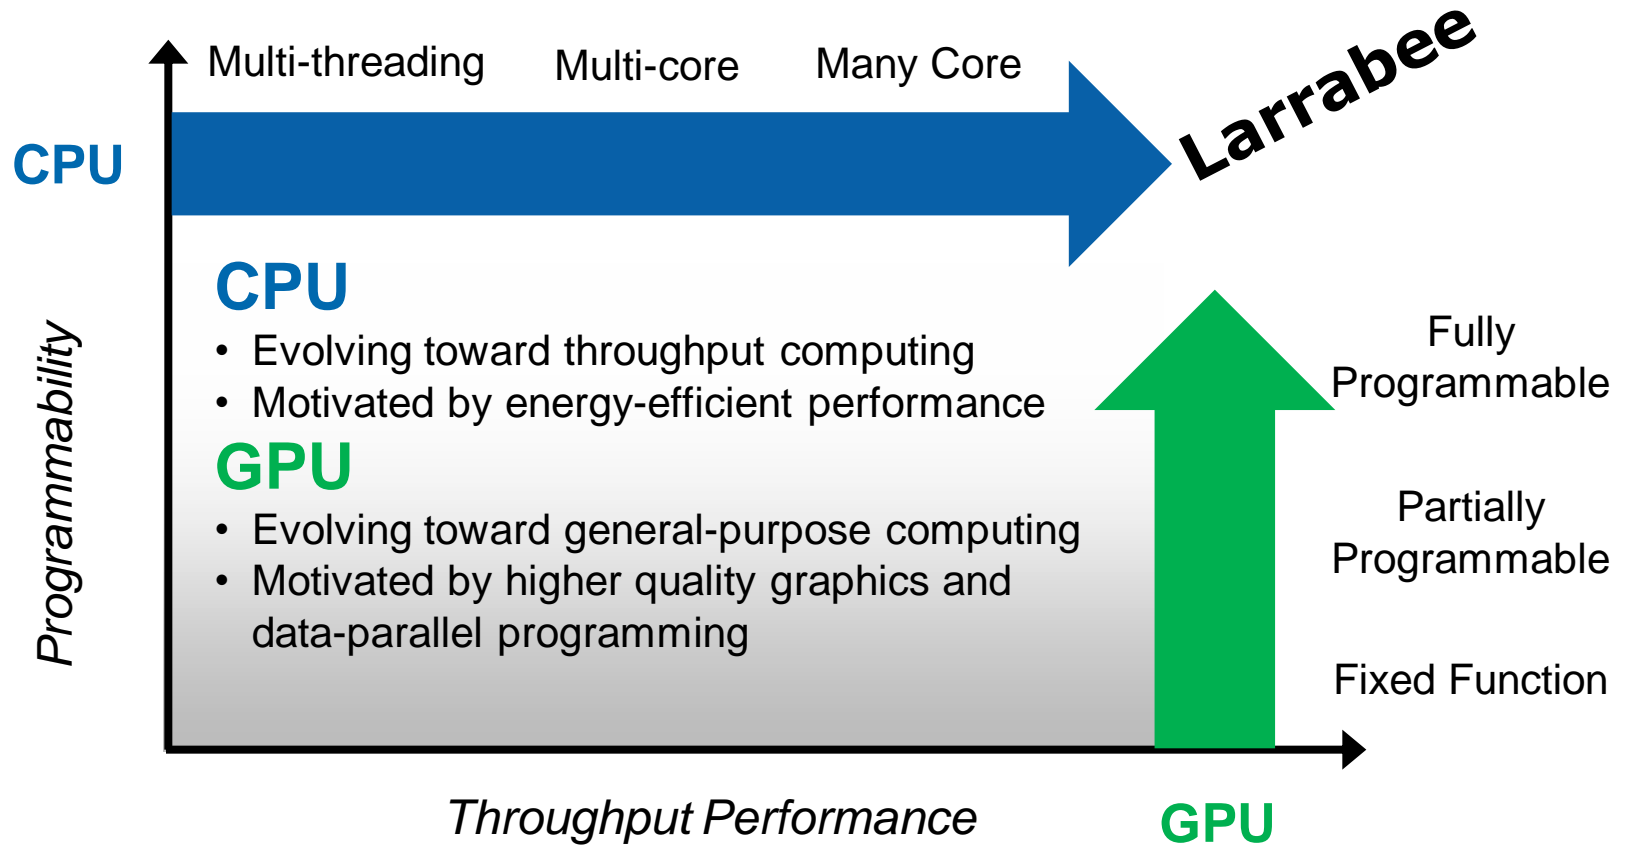 Multi-threading
Multi-core
Many Core
Larrabee
CPU
CPU
• Evolving toward throughput computing
• Motivated by energy-efficient performance
GPU
• Evolving toward general-purpose computing
• Motivated by higher quality graphics and
data-parallel programming
Programmability
Fully
Programmable
Partially
Programmable
Fixed Function
Throughput Performance
GPU